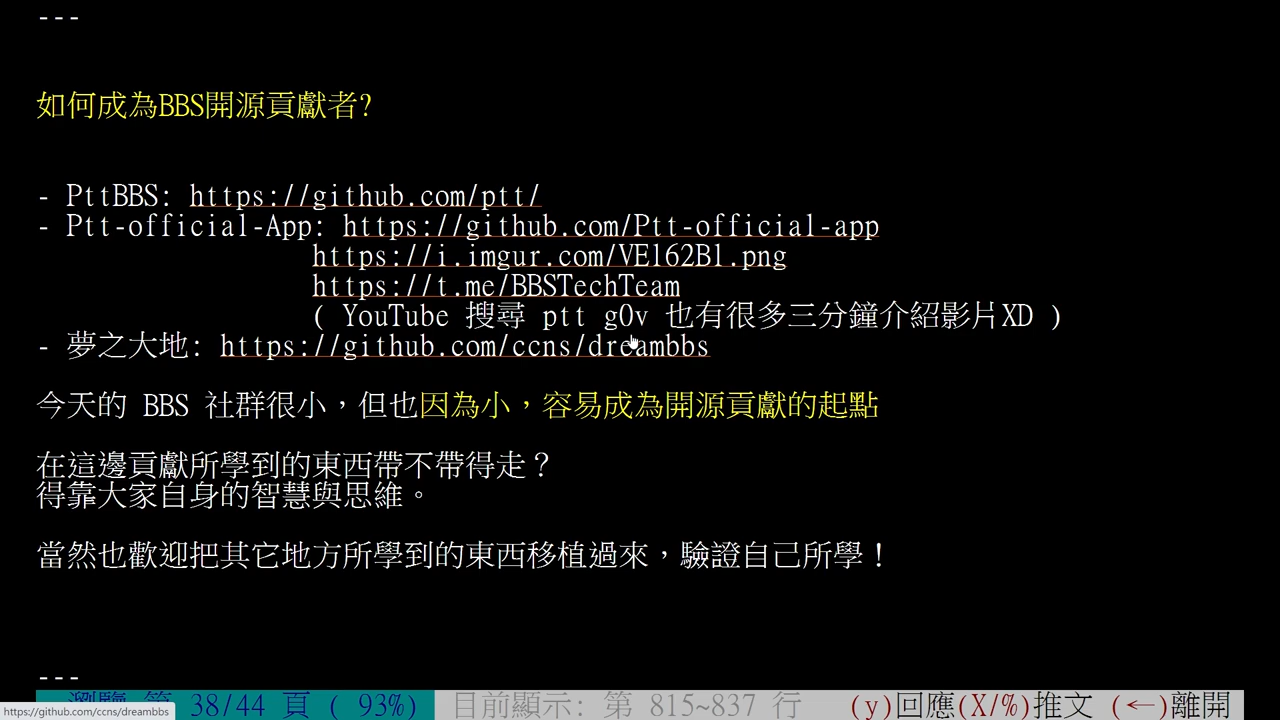 ---
如何成為BBS開源貢獻者?
- PttBBS: https://github.com/ptt/
- Ptt-official-App: https://github.com/Ptt-official-app
https://i.imgur.com/VEl62Bl.png
https://t.me/BBSTechTeam
( YouTube 搜尋 ptt g0v 也有很多三分鐘介紹影片XD )
- 夢之大地: https://github.com/ccns/dreambbs
今天的 BBS 社群很小，但也因為小，容易成為開源貢獻的起點
在這邊貢獻所學到的東西帶不帶得走？
得靠大家自身的智慧與思維。
當然也歡迎把其它地方所學到的東西移植過來，驗證自己所學！
---
瀏覽 第 38/44 頁 ( 93%) 目前顯示: 第 815~837 行 (y)回應(X/%)推文 (←)離開
https://github.com/ccns/dreambbs